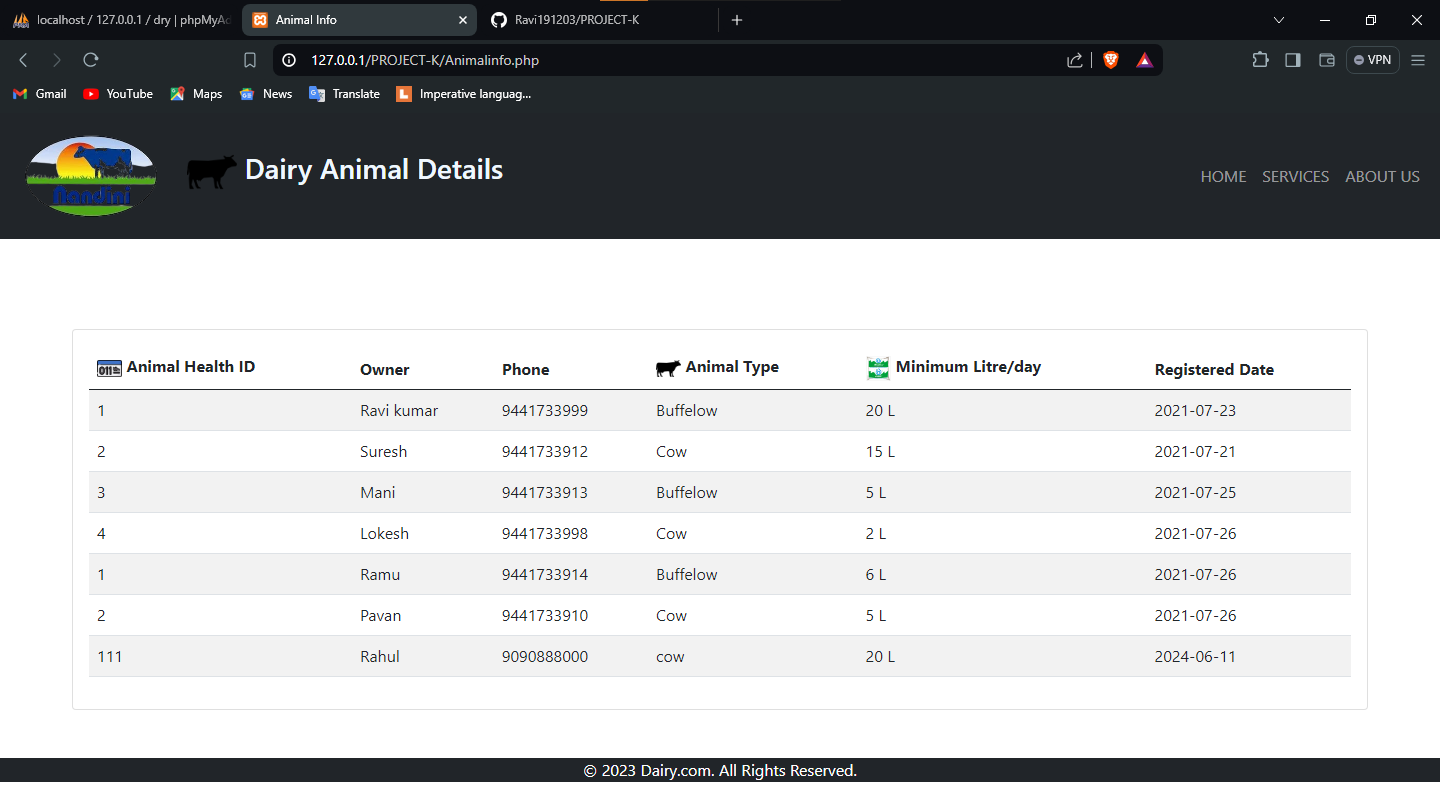 localhost / 127.0.0.1 / dry | phpMyAd
Animal Info
Ravi191203/PROJECT-K
127.0.0.1/PROJECT-K/Animalinfo.php
VPN
Gmail YouTube Maps News Translate Imperative languag...
nandini
Dairy Animal Details
HOME SERVICES ABOUT US
Animal Health ID Owner Phone Animal Type Minimum Litre/day Registered Date
1 Ravi kumar 9441733999 Buffelow 20 L 2021-07-23
2 Suresh 9441733912 Cow 15 L 2021-07-21
3 Mani 9441733913 Buffelow 5 L 2021-07-25
4 Lokesh 9441733998 Cow 2 L 2021-07-26
1 Ramu 9441733914 Buffelow 6 L 2021-07-26
2 Pavan 9441733910 Cow 5 L 2021-07-26
111 Rahul 9090888000 cow 20 L 2024-06-11
© 2023 Dairy.com. All Rights Reserved.